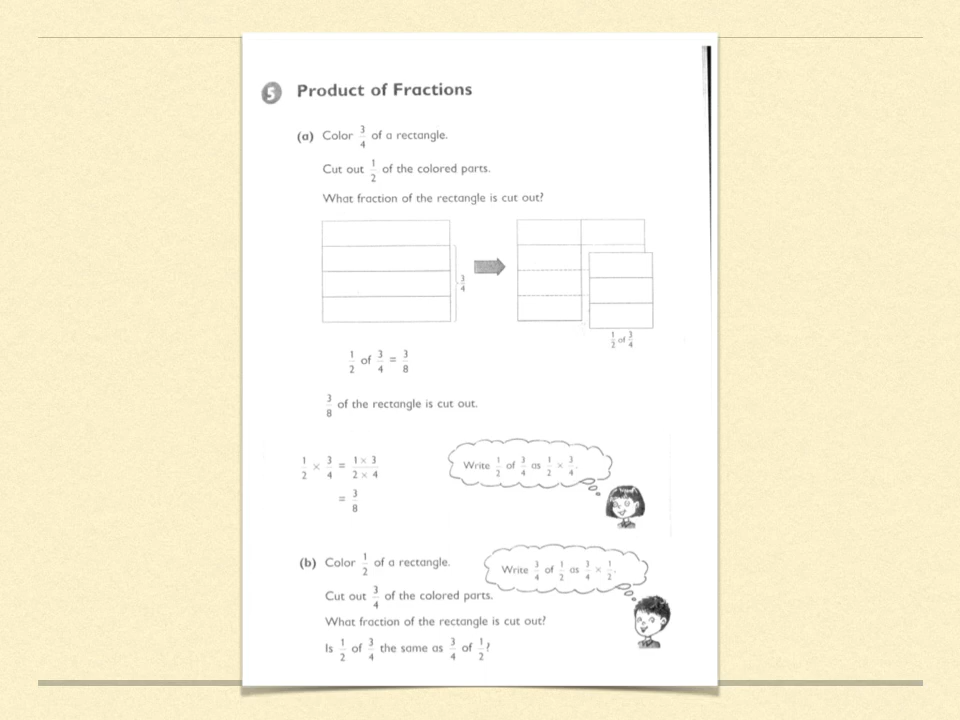 5 Product of Fractions
(a) Color 3/4 of a rectangle.
Cut out 1/2 of the colored parts.
What fraction of the rectangle is cut out?
3/4
1/2 of 3/4
1/2 of 3/4 = 3/8
3/8 of the rectangle is cut out.
1/2 × 3/4 = 1 × 3/2 × 4
= 3/8
Write 1/2 of 3/4 as 1/2 × 3/4.
(b) Color 1/2 of a rectangle.
Write 3/4 of 1/2 as 3/4 × 1/2.
Cut out 3/4 of the colored parts.
What fraction of the rectangle is cut out?
Is 1/2 of 3/4 the same as 3/4 of 1/2?